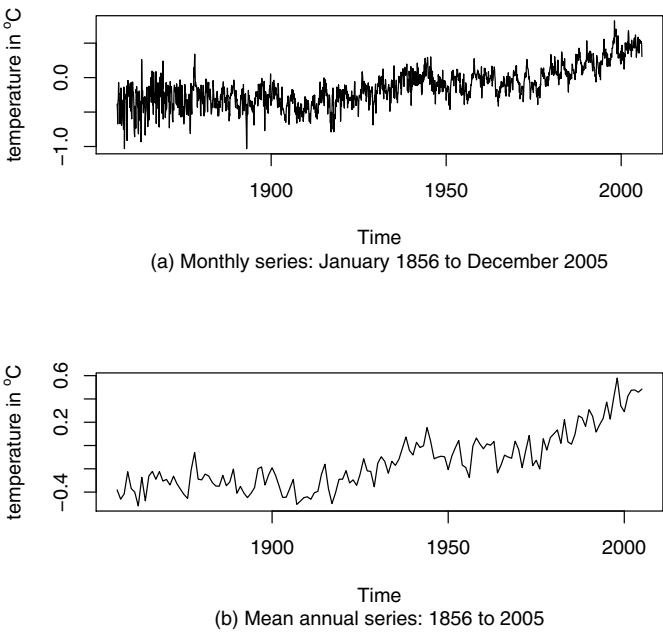 temperature in °C
0.0
−1.0
1900 1950 2000
Time
(a) Monthly series: January 1856 to December 2005
temperature in °C
0.6
0.2
−0.4
1900 1950 2000
Time
(b) Mean annual series: 1856 to 2005